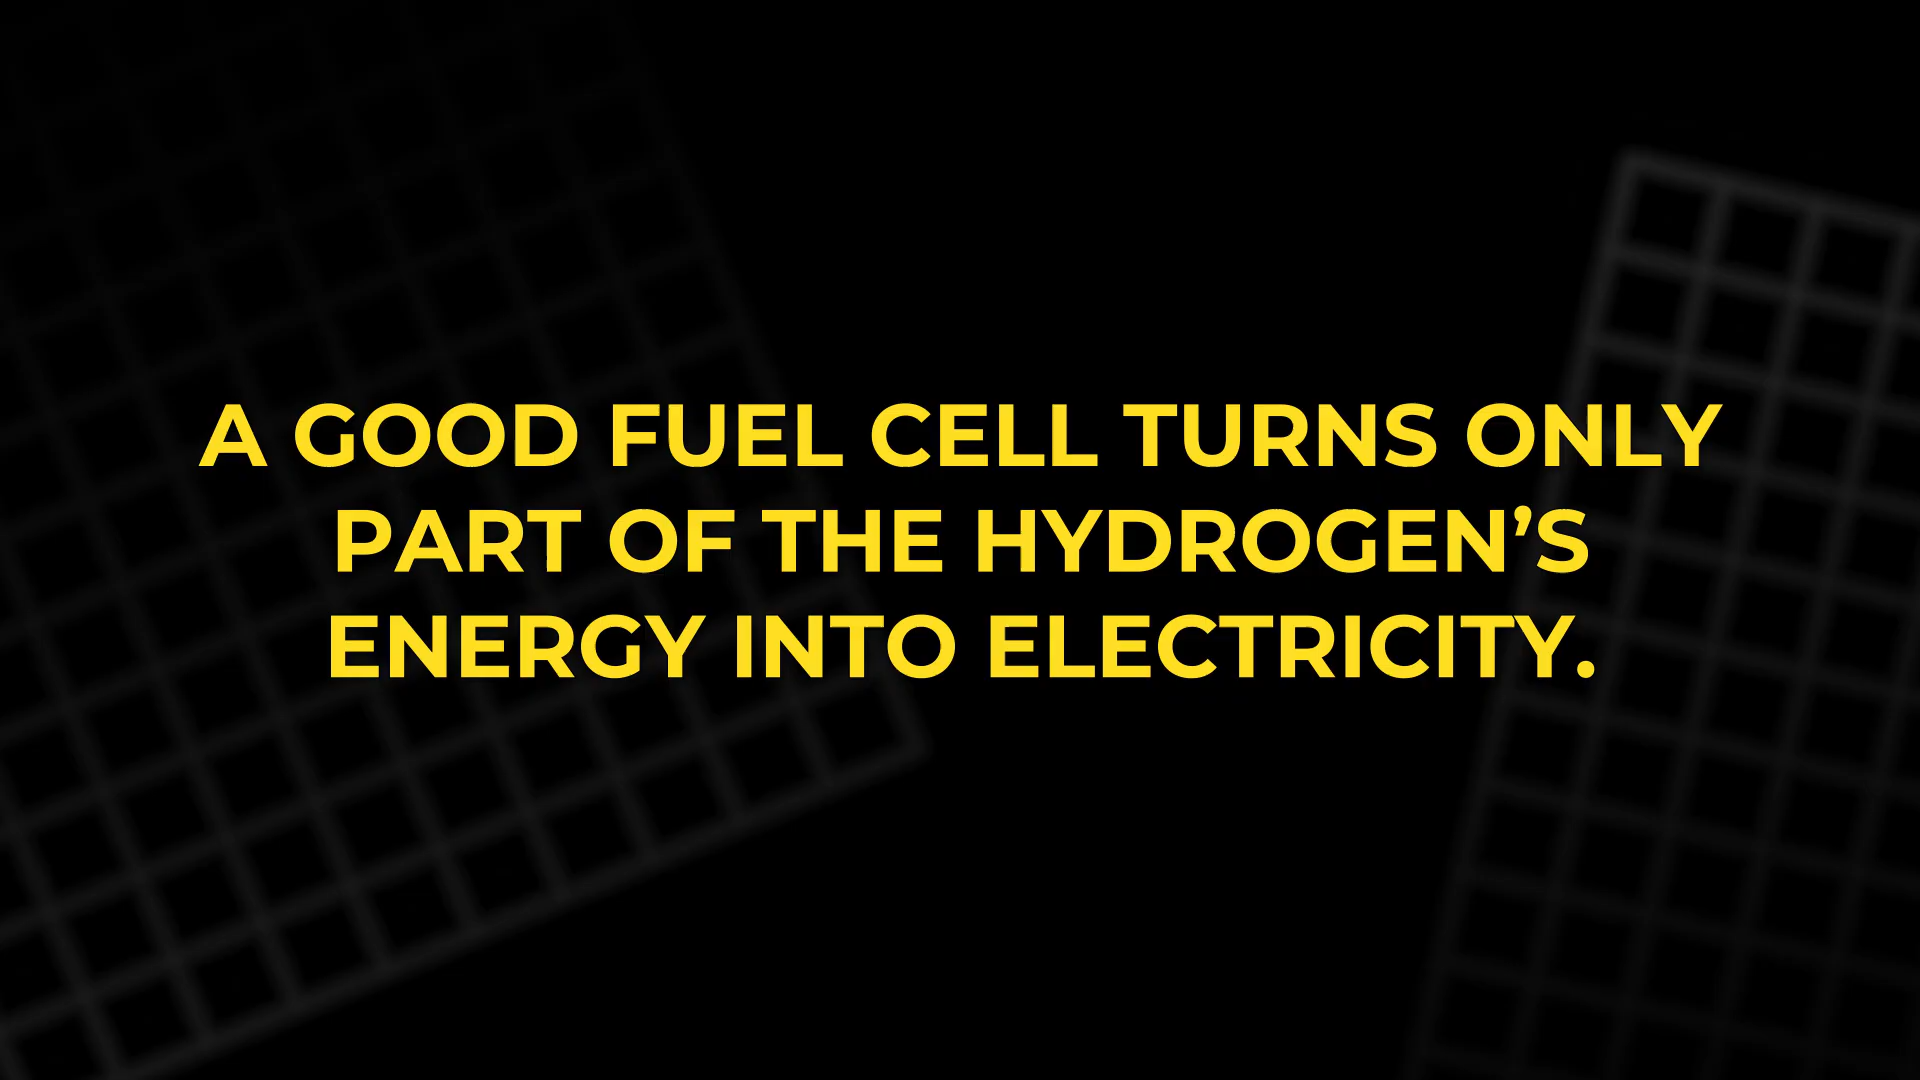 A GOOD FUEL CELL TURNS ONLY
PART OF THE HYDROGEN’S
ENERGY INTO ELECTRICITY.